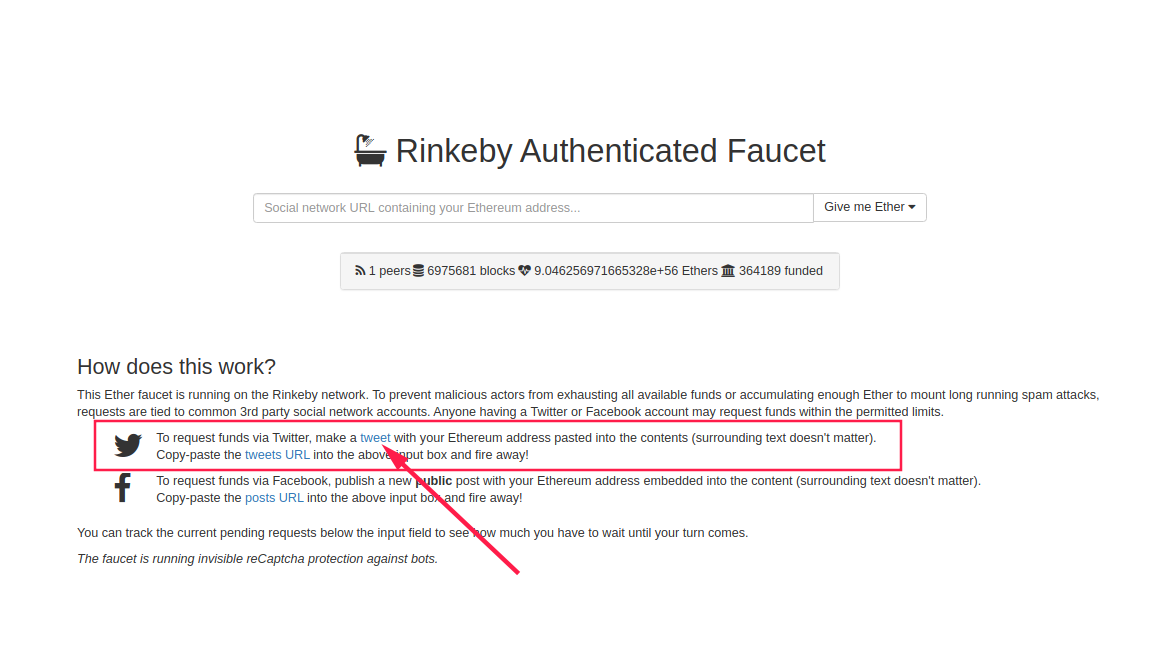 Rinkeby Authenticated Faucet
Social network URL containing your Ethereum address... Give me Ether
1 peers 6975681 blocks 9.046256971665328e+56 Ethers 364189 funded
How does this work?
This Ether faucet is running on the Rinkeby network. To prevent malicious actors from exhausting all available funds or accumulating enough Ether to mount long running spam attacks,
requests are tied to common 3rd party social network accounts. Anyone having a Twitter or Facebook account may request funds within the permitted limits.
To request funds via Twitter, make a tweet with your Ethereum address pasted into the contents (surrounding text doesn't matter).
Copy-paste the tweets URL into the above input box and fire away!
To request funds via Facebook, publish a new public post with your Ethereum address embedded into the content (surrounding text doesn't matter).
Copy-paste the posts URL into the above input box and fire away!
You can track the current pending requests below the input field to see how much you have to wait until your turn comes.
The faucet is running invisible reCaptcha protection against bots.